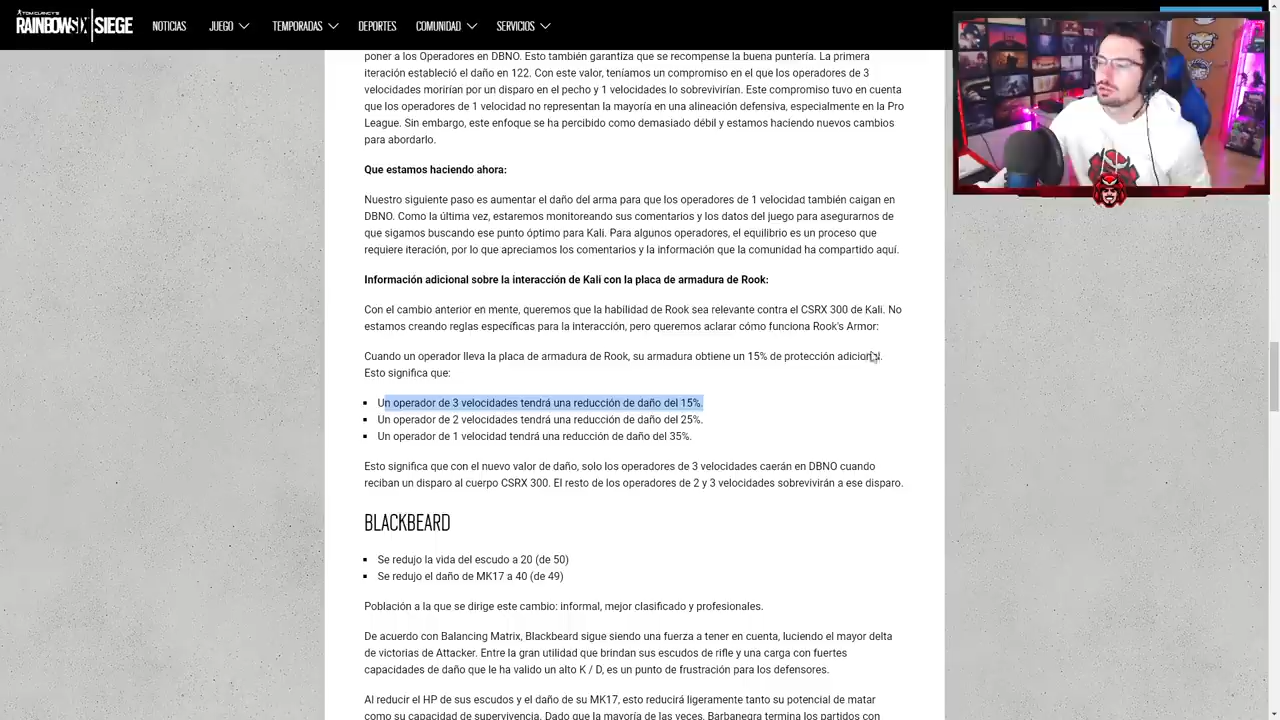 TOM CLANCY'S
RAINBOWSIX SIEGE
NOTICIAS
JUEGO
TEMPORADAS
DEPORTES
COMUNIDAD
SERVICIOS
poner a los Operadores en DBNO. Esto también garantiza que se recompense la buena puntería. La primera
iteración estableció el daño en 122. Con este valor, teníamos un compromiso en el que los operadores de 3
velocidades morirían por un disparo en el pecho y 1 velocidades lo sobrevivirían. Este compromiso tuvo en cuenta
que los operadores de 1 velocidad no representan la mayoría en una alineación defensiva, especialmente en la Pro
League. Sin embargo, este enfoque se ha percibido como demasiado débil y estamos haciendo nuevos cambios
para abordarlo.
Que estamos haciendo ahora:
Nuestro siguiente paso es aumentar el daño del arma para que los operadores de 1 velocidad también caigan en
DBNO. Como la última vez, estaremos monitoreando sus comentarios y los datos del juego para asegurarnos de
que sigamos buscando ese punto óptimo para Kali. Para algunos operadores, el equilibrio es un proceso que
requiere iteración, por lo que apreciamos los comentarios y la información que la comunidad ha compartido aquí.
Información adicional sobre la interacción de Kali con la placa de armadura de Rook:
Con el cambio anterior en mente, queremos que la habilidad de Rook sea relevante contra el CSRX 300 de Kali. No
estamos creando reglas específicas para la interacción, pero queremos aclarar cómo funciona Rook's Armor:
Cuando un operador lleva la placa de armadura de Rook, su armadura obtiene un 15% de protección adicional.
Esto significa que:
Un operador de 3 velocidades tendrá una reducción de daño del 15%.
Un operador de 2 velocidades tendrá una reducción de daño del 25%.
Un operador de 1 velocidad tendrá una reducción de daño del 35%.
Esto significa que con el nuevo valor de daño, solo los operadores de 3 velocidades caerán en DBNO cuando
reciban un disparo al cuerpo CSRX 300. El resto de los operadores de 2 y 3 velocidades sobrevivirán a ese disparo.
BLACKBEARD
Se redujo la vida del escudo a 20 (de 50)
Se redujo el daño de MK17 a 40 (de 49)
Población a la que se dirige este cambio: informal, mejor clasificado y profesionales.
De acuerdo con Balancing Matrix, Blackbeard sigue siendo una fuerza a tener en cuenta, luciendo el mayor delta
de victorias de Attacker. Entre la gran utilidad que brindan sus escudos de rifle y una carga con fuertes
capacidades de daño que le ha valido un alto K / D, es un punto de frustración para los defensores.
Al reducir el HP de sus escudos y el daño de su MK17, esto reducirá ligeramente tanto su potencial de matar
como su capacidad de supervivencia. Dado que la mayoría de las veces, Barbanegra termina los partidos con